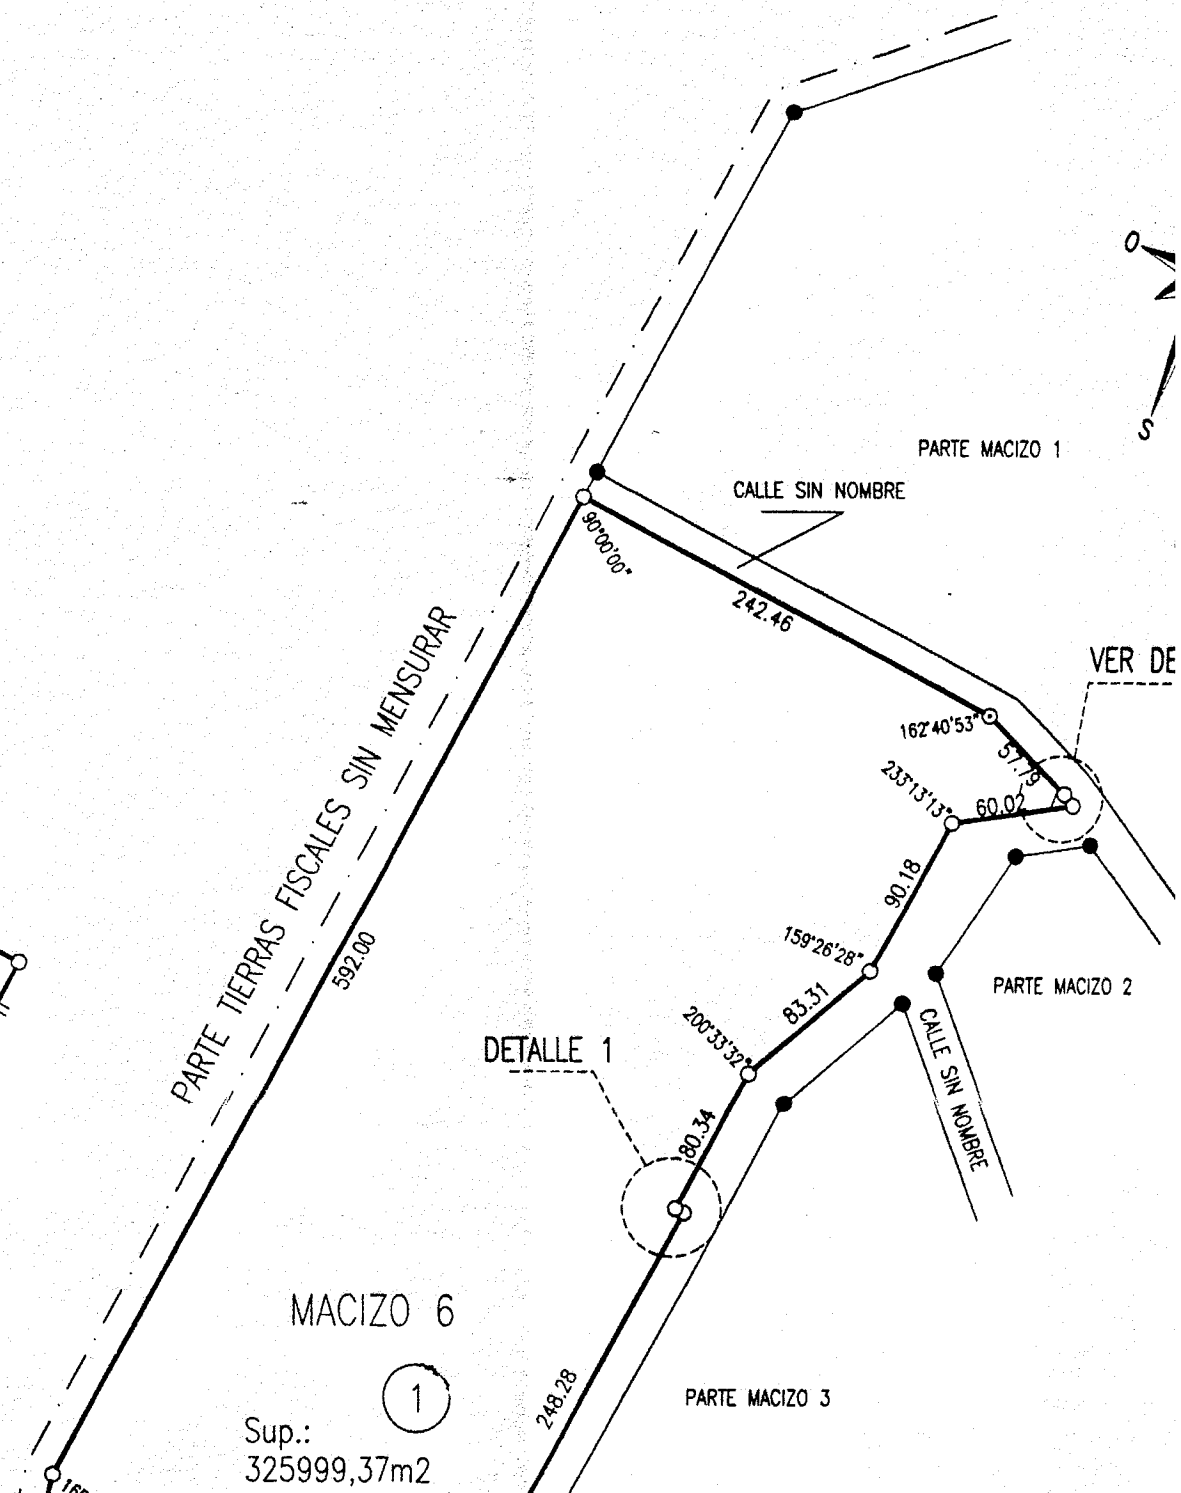 O
S
PARTE MACIZO 1
CALLE SIN NOMBRE
90°00'00"
242.46
VER DE
162°40'53"
57.79
233°13'13"
60.02
PARTE TIERRAS FISCALES SIN MENSURAR
592.00
90.18
159°26'28"
83.31
PARTE MACIZO 2
200°33'32"
CALLE SIN NOMBRE
DETALLE 1
80.34
MACIZO 6
1
248.28
PARTE MACIZO 3
Sup.:
325999,37m2